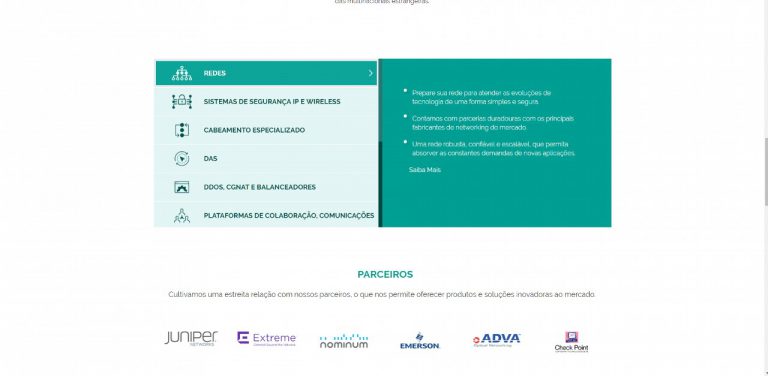 das multinacionais estrangeiras.
REDES
SISTEMAS DE SEGURANÇA IP E WIRELESS
CABEAMENTO ESPECIALIZADO
DAS
DDOS, CGNAT E BALANCEADORES
PLATAFORMAS DE COLABORAÇÃO, COMUNICAÇÕES
Prepare sua rede para atender as evoluções de
tecnologia de uma forma simples e segura.
Contamos com parcerias duradouras com os principais
fabricantes do networking do mercado.
Uma rede robusta, confiável e escalável, que permita
absorver as constantes demandas de novas aplicações.
Saiba Mais
PARCEIROS
Cultivamos uma estreita relação com nossos parceiros, o que nos permite oferecer produtos e soluções inovadoras ao mercado.
JUNIPER
NETWORKS
Extreme
nominum
EMERSON
ADVA
Optical Networking
Check Point